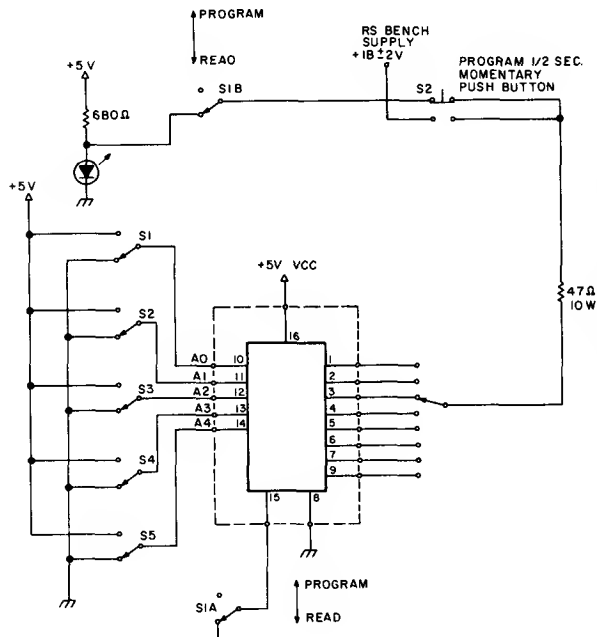 PROGRAM
READ
+5V
680Ω
S1B
RS BENCH
SUPPLY
+18±2V
S2
PROGRAM 1/2 SEC.
MOMENTARY
PUSH BUTTON
47Ω
10W
+5V
S1
S2
S3
S4
S5
+5V VCC
16
A0 10
A1 11
A2 12
A3 13
A4 14
1
2
3
4
5
6
7
9
15
8
S1A
PROGRAM
READ